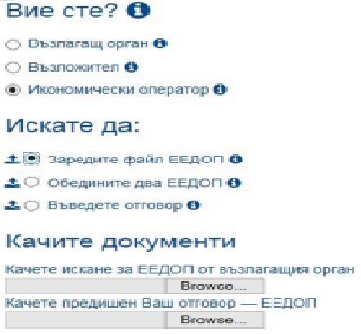 Вие сте?
Възлагащ орган
Възложител
Икономически оператор
Искате да:
Заредите файл ЕЕДОП
Обедините два ЕЕДОП
Въведете отговор
Качите документи
Качете искане за ЕЕДОП от възлагащия орган
Browse...
Качете предишен Ваш отговор — ЕЕДОП
Browse...